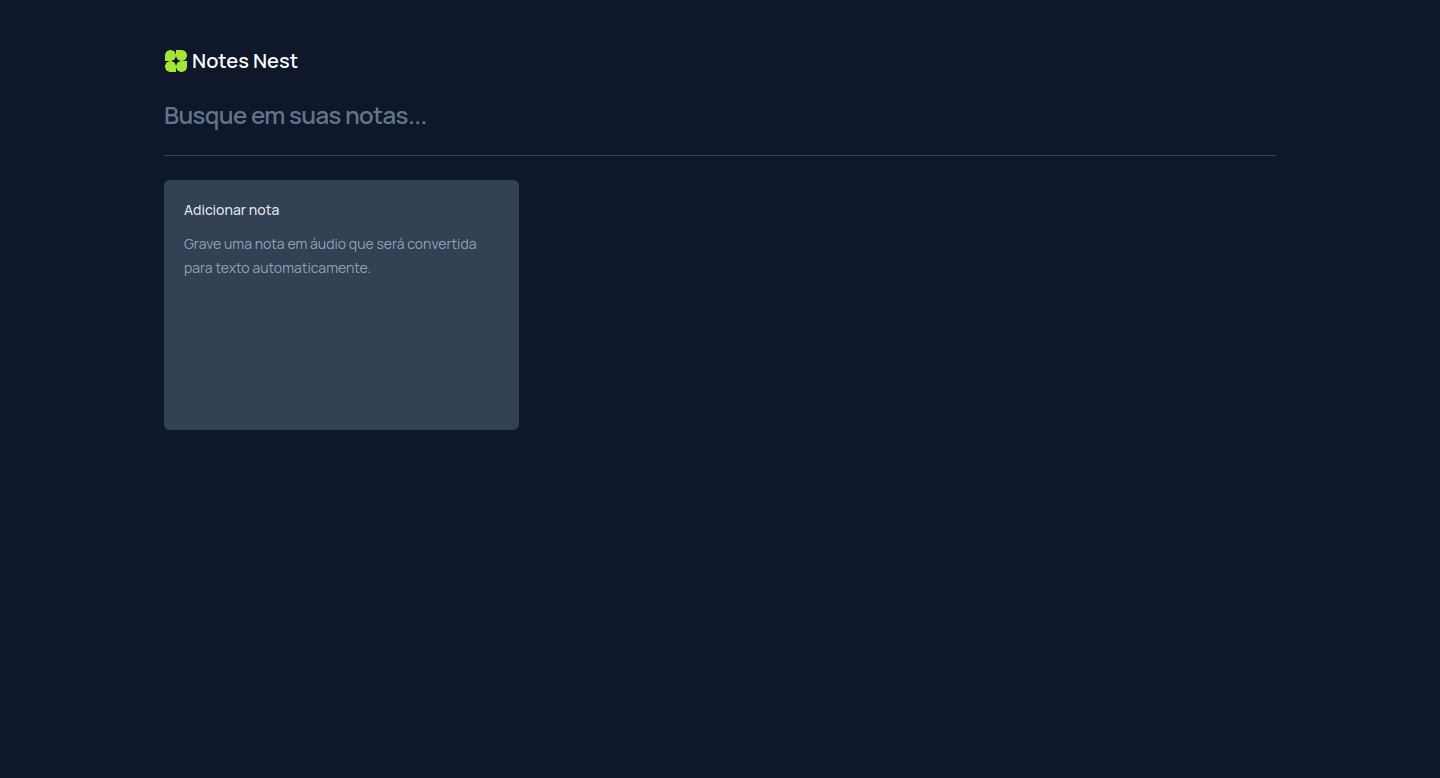 Notes Nest
Busque em suas notas...
Adicionar nota
Grave uma nota em áudio que será convertida
para texto automaticamente.